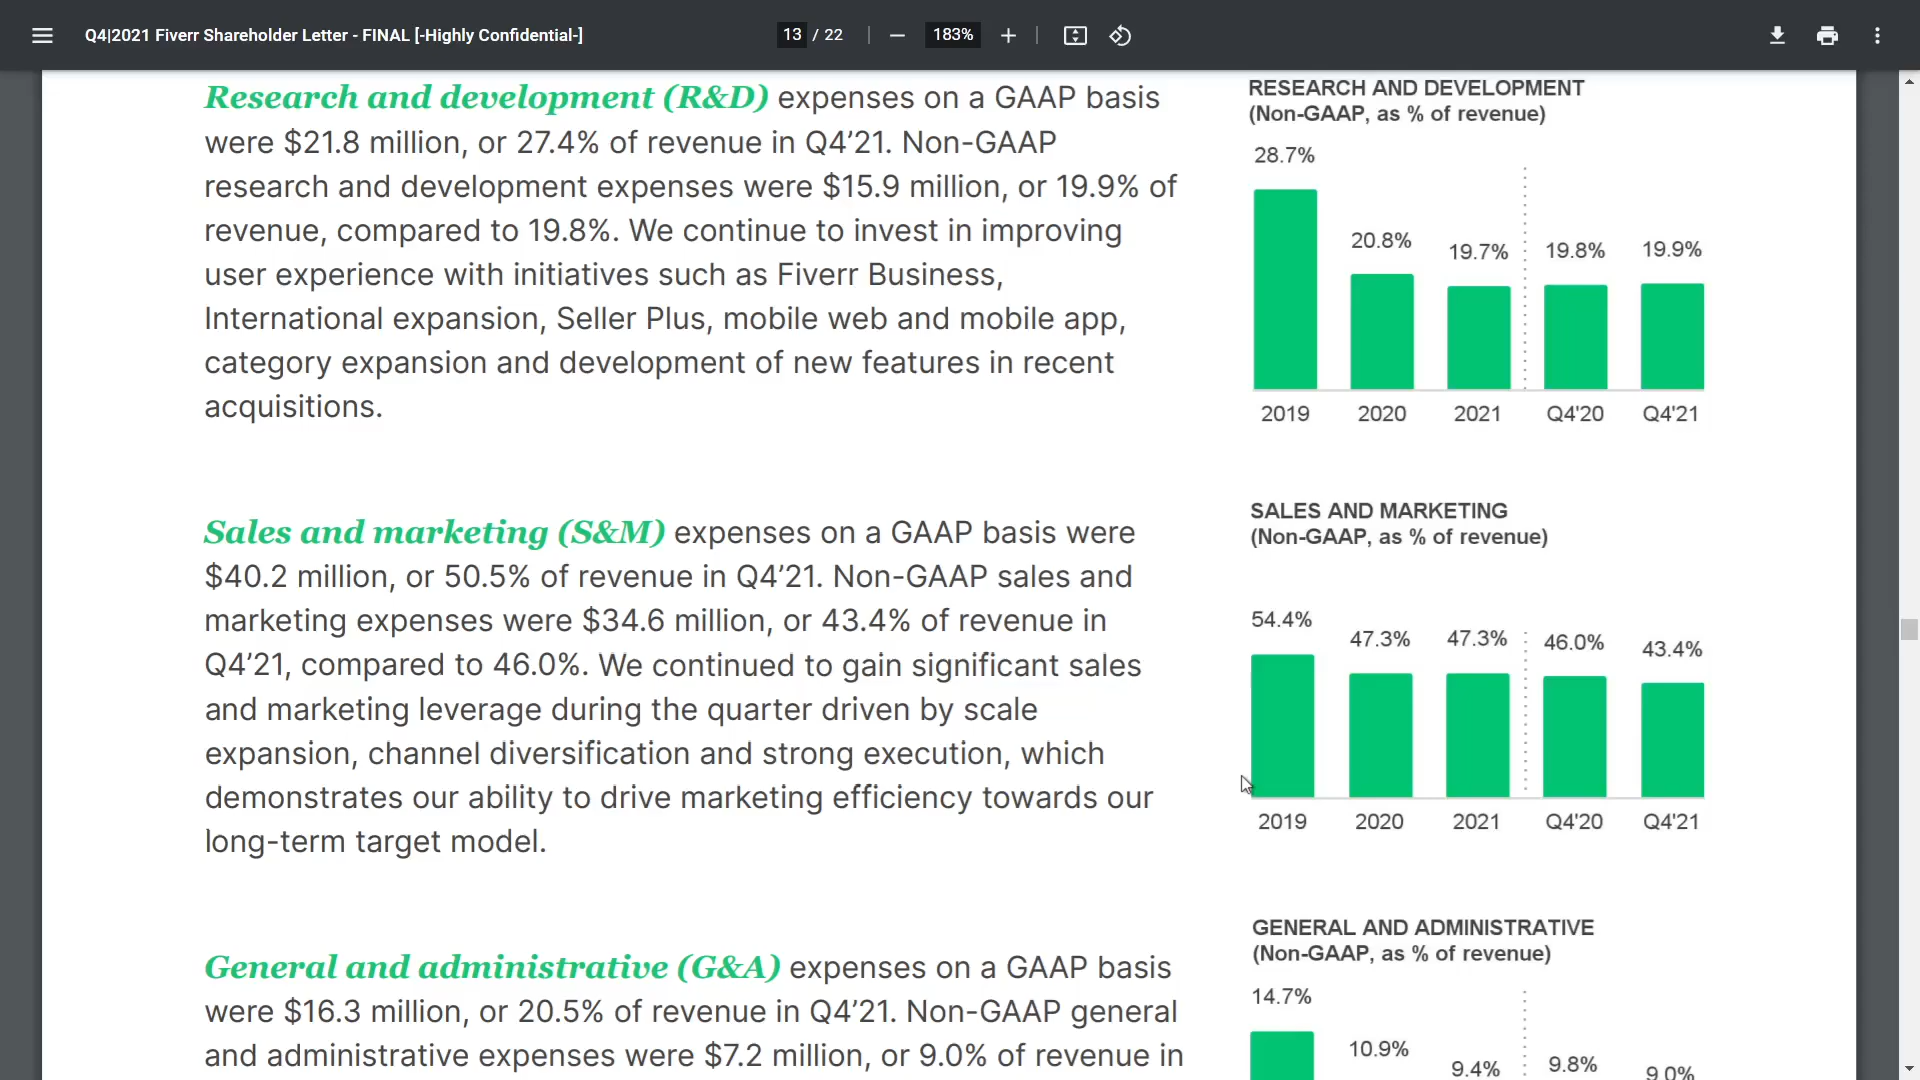 Q4|2021 Fiverr Shareholder Letter - FINAL [-Highly Confidential-]
13 / 22
183%
Research and development (R&D) expenses on a GAAP basis
were $21.8 million, or 27.4% of revenue in Q4’21. Non-GAAP
research and development expenses were $15.9 million, or 19.9% of
revenue, compared to 19.8%. We continue to invest in improving
user experience with initiatives such as Fiverr Business,
International expansion, Seller Plus, mobile web and mobile app,
category expansion and development of new features in recent
acquisitions.
RESEARCH AND DEVELOPMENT
(Non-GAAP, as % of revenue)
28.7%
20.8%
19.7%
19.8%
19.9%
2019
2020
2021
Q4'20
Q4'21
Sales and marketing (S&M) expenses on a GAAP basis were
$40.2 million, or 50.5% of revenue in Q4’21. Non-GAAP sales and
marketing expenses were $34.6 million, or 43.4% of revenue in
Q4’21, compared to 46.0%. We continued to gain significant sales
and marketing leverage during the quarter driven by scale
expansion, channel diversification and strong execution, which
demonstrates our ability to drive marketing efficiency towards our
long-term target model.
SALES AND MARKETING
(Non-GAAP, as % of revenue)
54.4%
47.3%
47.3%
46.0%
43.4%
2019
2020
2021
Q4'20
Q4'21
General and administrative (G&A) expenses on a GAAP basis
were $16.3 million, or 20.5% of revenue in Q4’21. Non-GAAP general
and administrative expenses were $7.2 million, or 9.0% of revenue in
GENERAL AND ADMINISTRATIVE
(Non-GAAP, as % of revenue)
14.7%
10.9%
9.4%
9.8%
9.0%